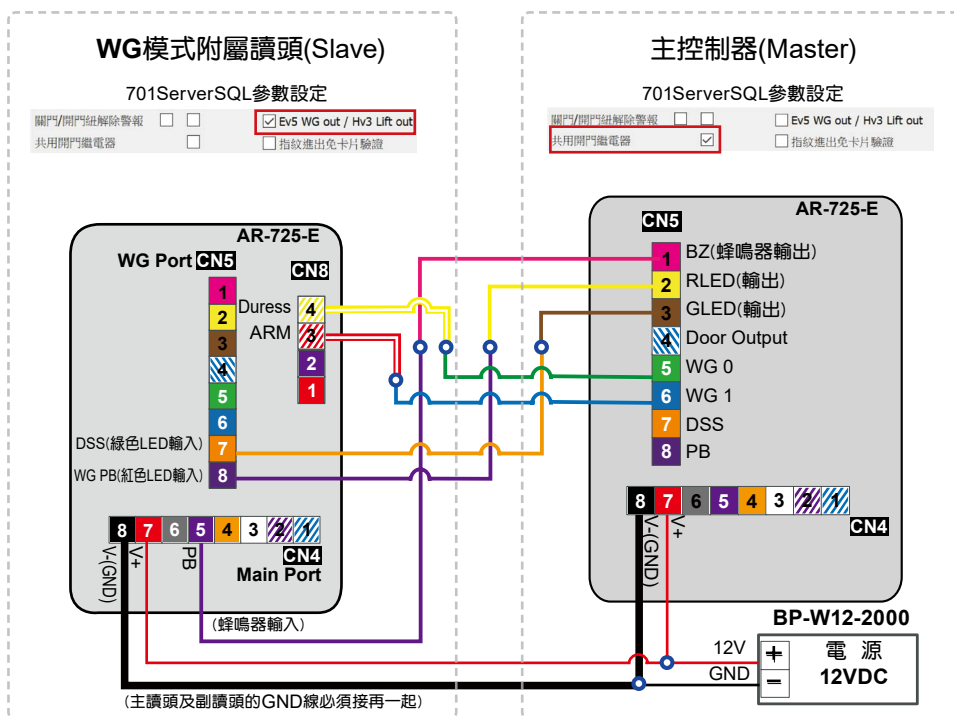 WG模式附屬讀頭(Slave)
701ServerSQL參數設定
關門/開門鈕解除警報
Ev5 WG out / Hv3 Lift out
共用開門繼電器
指紋進出免卡片驗證
AR-725-E
WG Port CN5
CN8
1
2
3
4
5
6
7
8
Duress 4
ARM 3
2
1
DSS(綠色LED輸入)
WG PB(紅色LED輸入)
8 7 6 5 4 3 2 1
V-(GND)
V+
PB
CN4
Main Port
(蜂鳴器輸入)
(主讀頭及副讀頭的GND線必須接再一起)
主控制器(Master)
701ServerSQL參數設定
關門/開門鈕解除警報
Ev5 WG out / Hv3 Lift out
共用開門繼電器
指紋進出免卡片驗證
AR-725-E
CN5
1 BZ(蜂鳴器輸出)
2 RLED(輸出)
3 GLED(輸出)
4 Door Output
5 WG 0
6 WG 1
7 DSS
8 PB
8 7 6 5 4 3 2 1
V-(GND)
V+
CN4
BP-W12-2000
12V
GND
+
−
電 源
12VDC